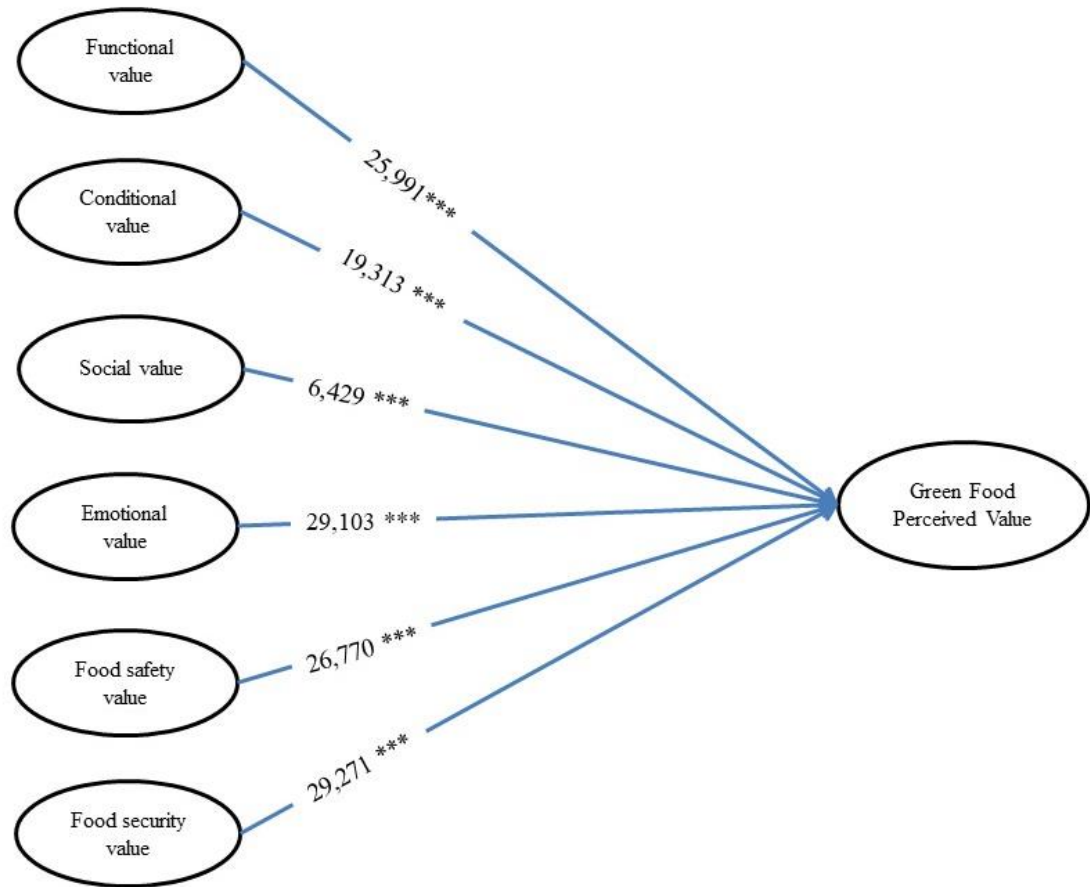 Functional
value
25,991***
Conditional
value
19,313 ***
Social value
6,429 ***
Emotional
value
29,103 ***
Green Food
Perceived Value
Food safety
value
26,770 ***
Food security
value
29,271 ***